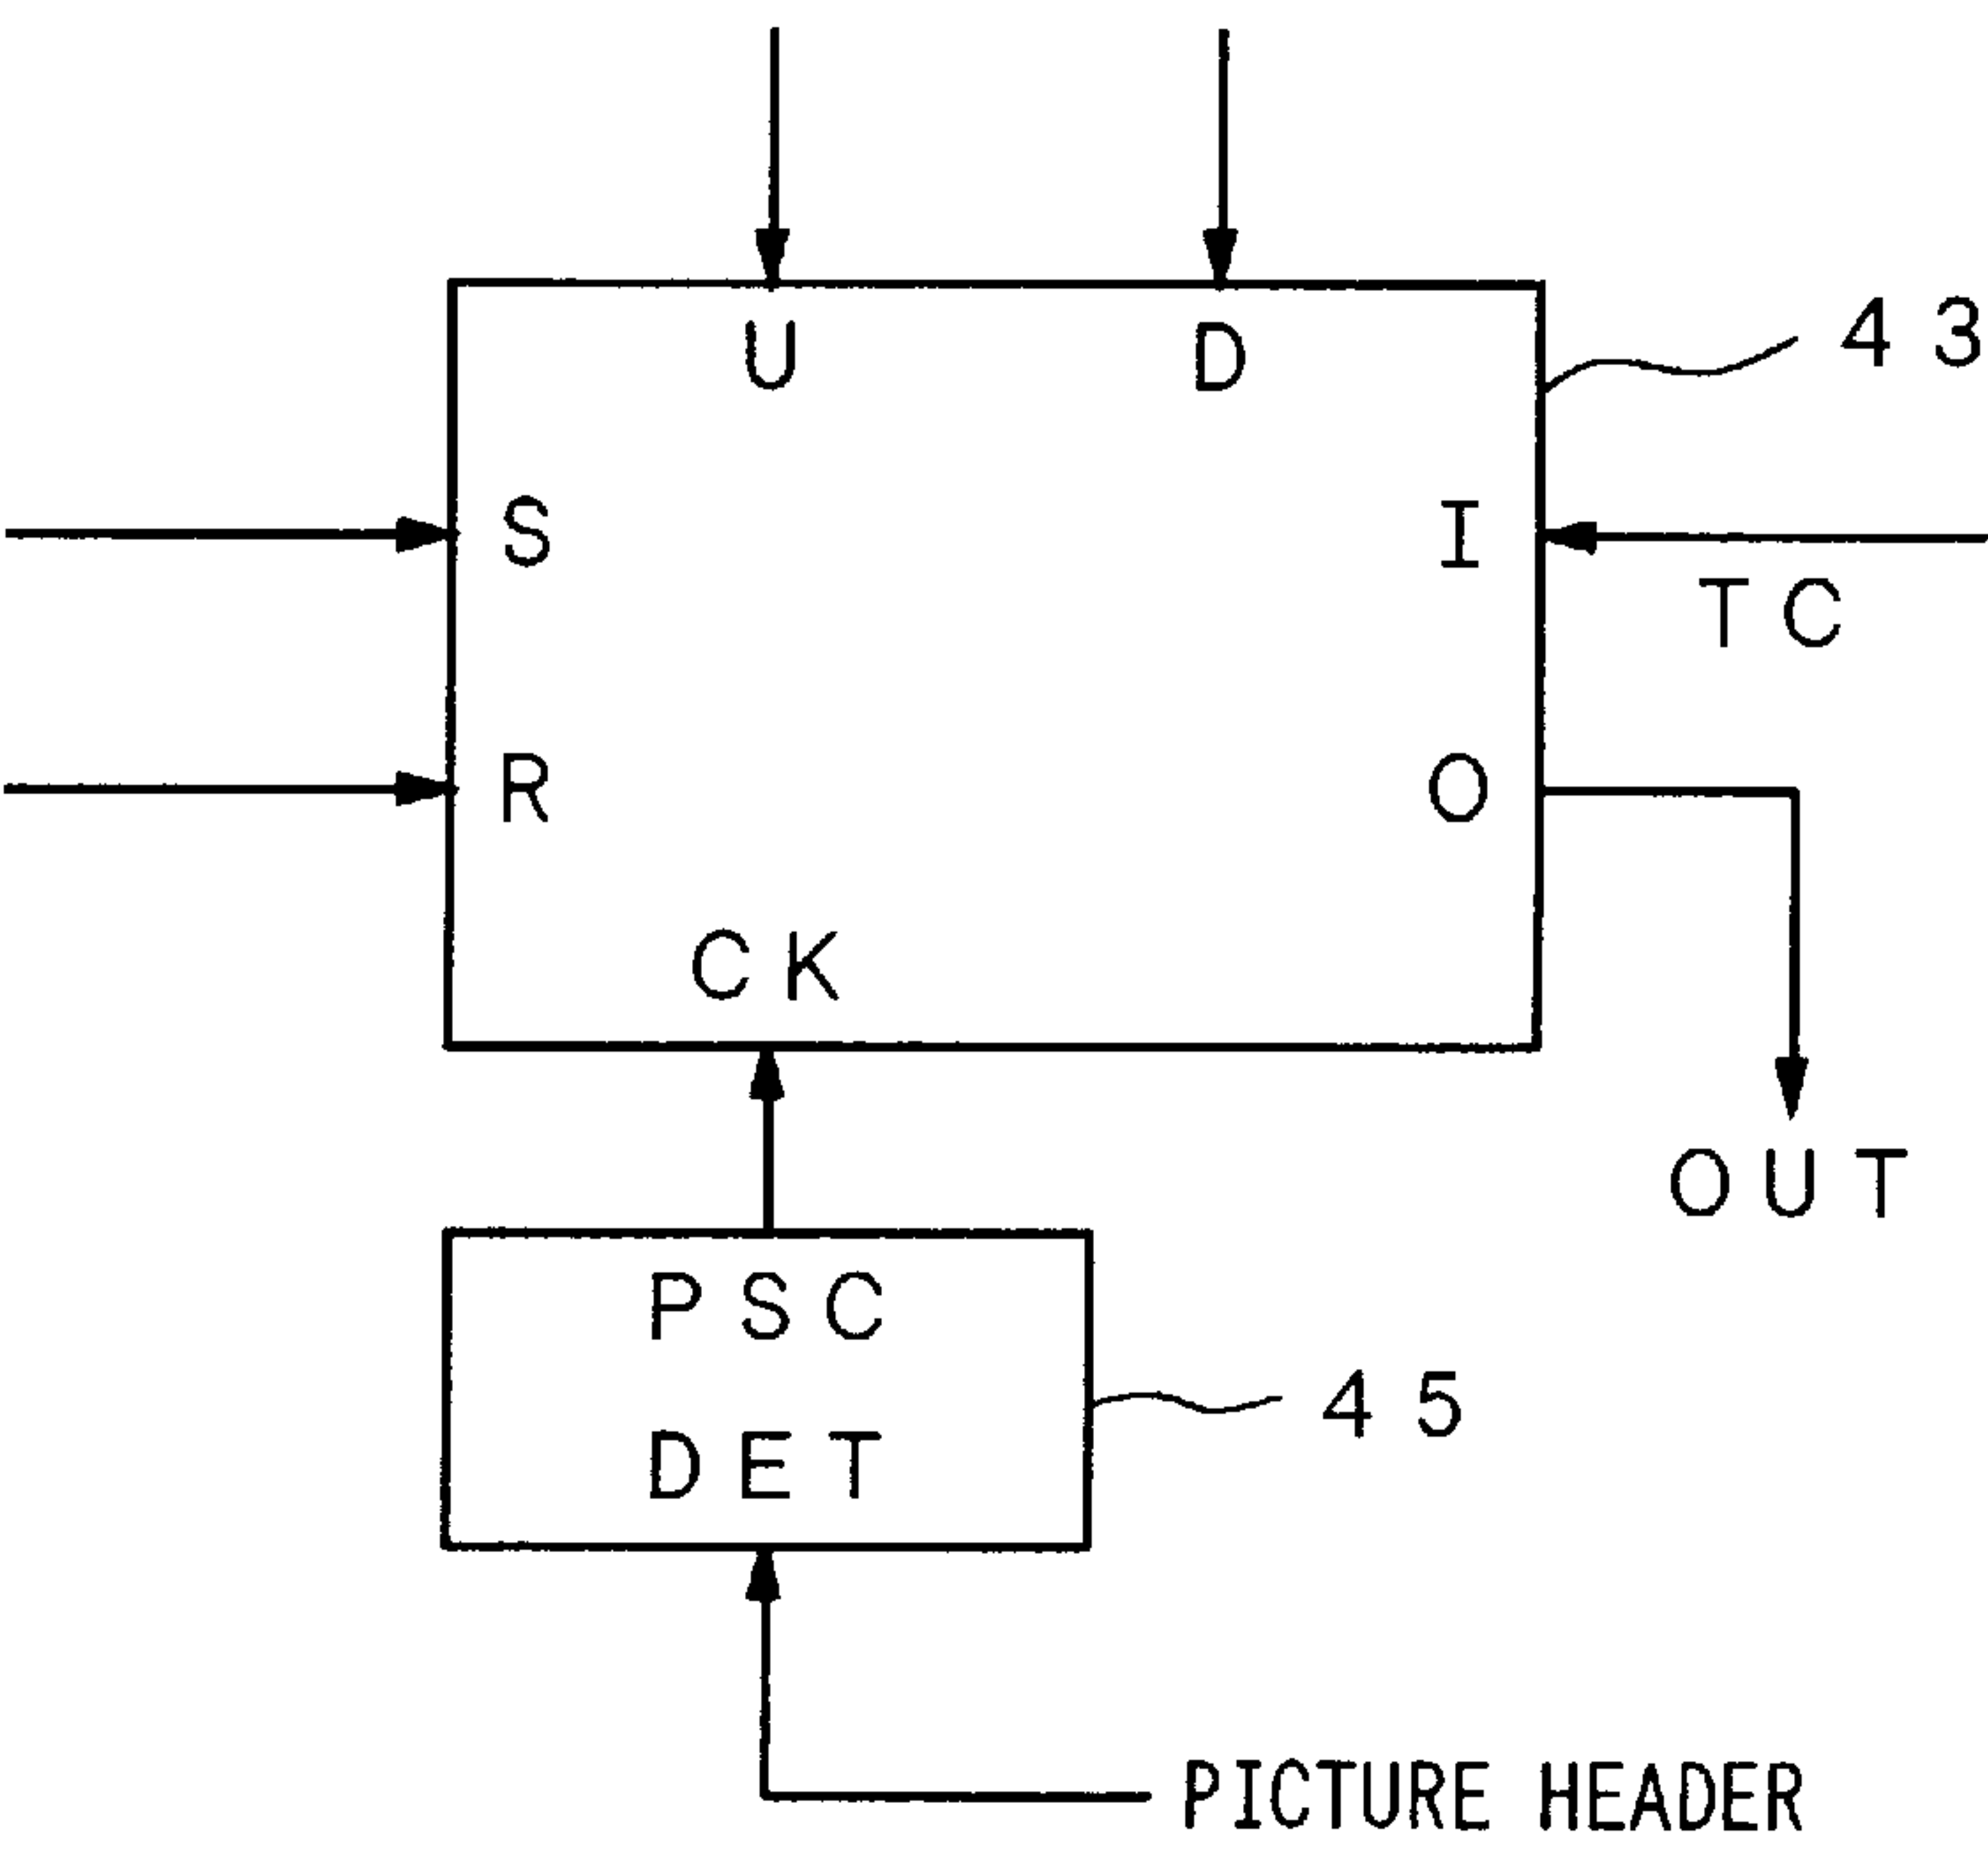 U D
43
S I
TC
R O
CK
OUT
PSC
DET
45
PICTURE HEADER